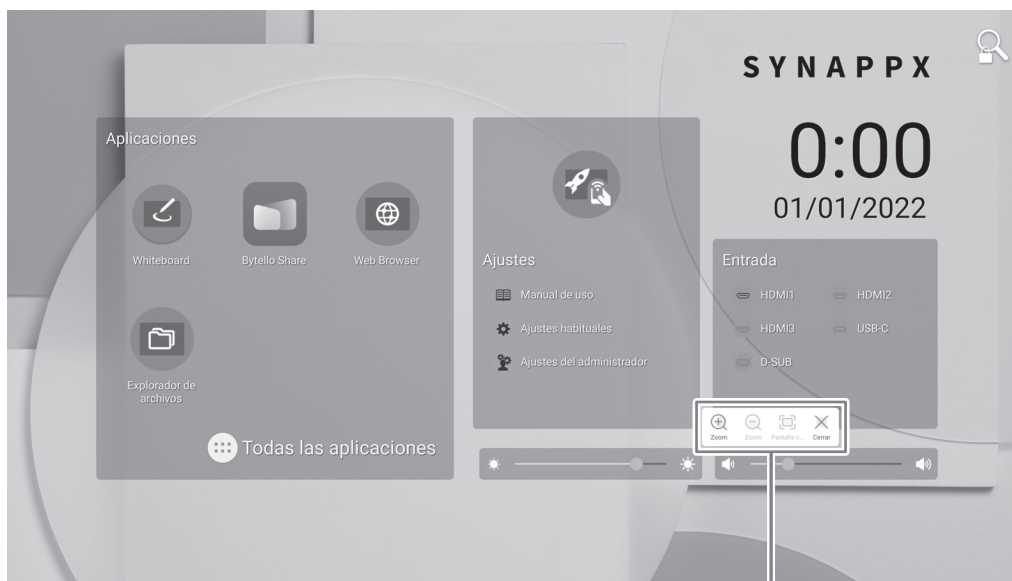 SYNAPPX
0:00
01/01/2022
Aplicaciones
Whiteboard
Bytello Share
Web Browser
Explorador de
archivos
Todas las aplicaciones
Ajustes
Manual de uso
Ajustes habituales
Ajustes del administrador
Entrada
HDMI1
HDMI2
HDMI3
USB-C
D-SUB
Zoom
Zoom
Pantalla c...
Cerrar